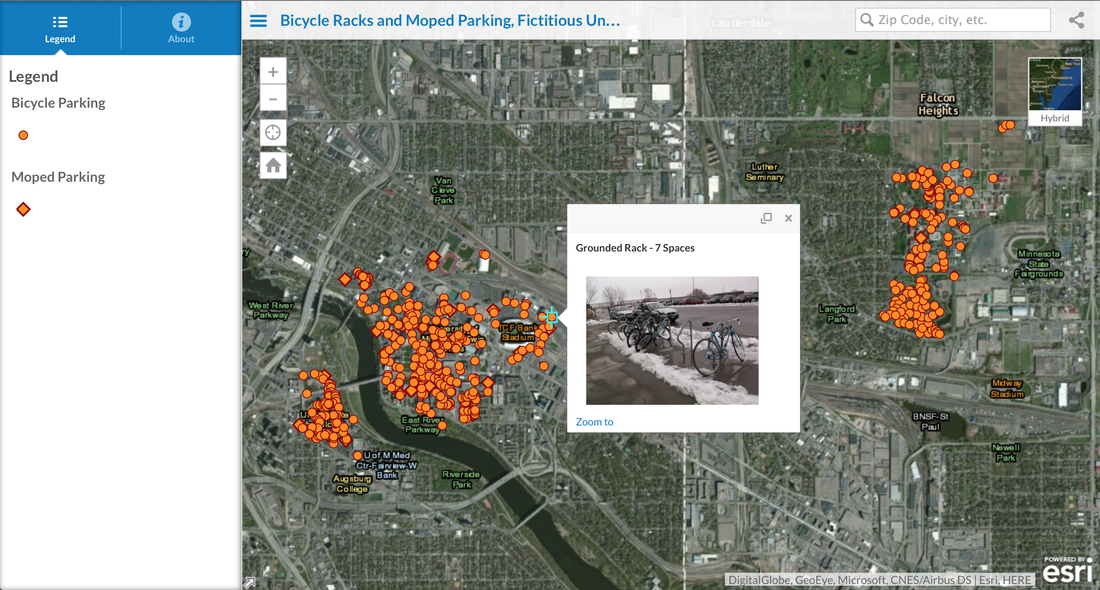 Legend
About
Bicycle Racks and Moped Parking, Fictitious Un...
Zip Code, city, etc.
Legend
Bicycle Parking
Moped Parking
+
−
Hybrid
Lauderdale
Falcon
Heights
Luther
Seminary
Van
Cleve
Park
Grounded Rack - 7 Spaces
Zoom to
Minnesota
State
Fairgrounds
West River
Parkway
Langford
Park
TCF Bank
Stadium
Midway
Stadium
BNSF-St
Paul
East River
Parkway
Newell
Park
U of M Med
Ctr-Fairview-W
Bank
Augsburg
College
Riverside
Park
POWERED BY
esri
DigitalGlobe, GeoEye, Microsoft, CNES/Airbus DS | Esri, HERE